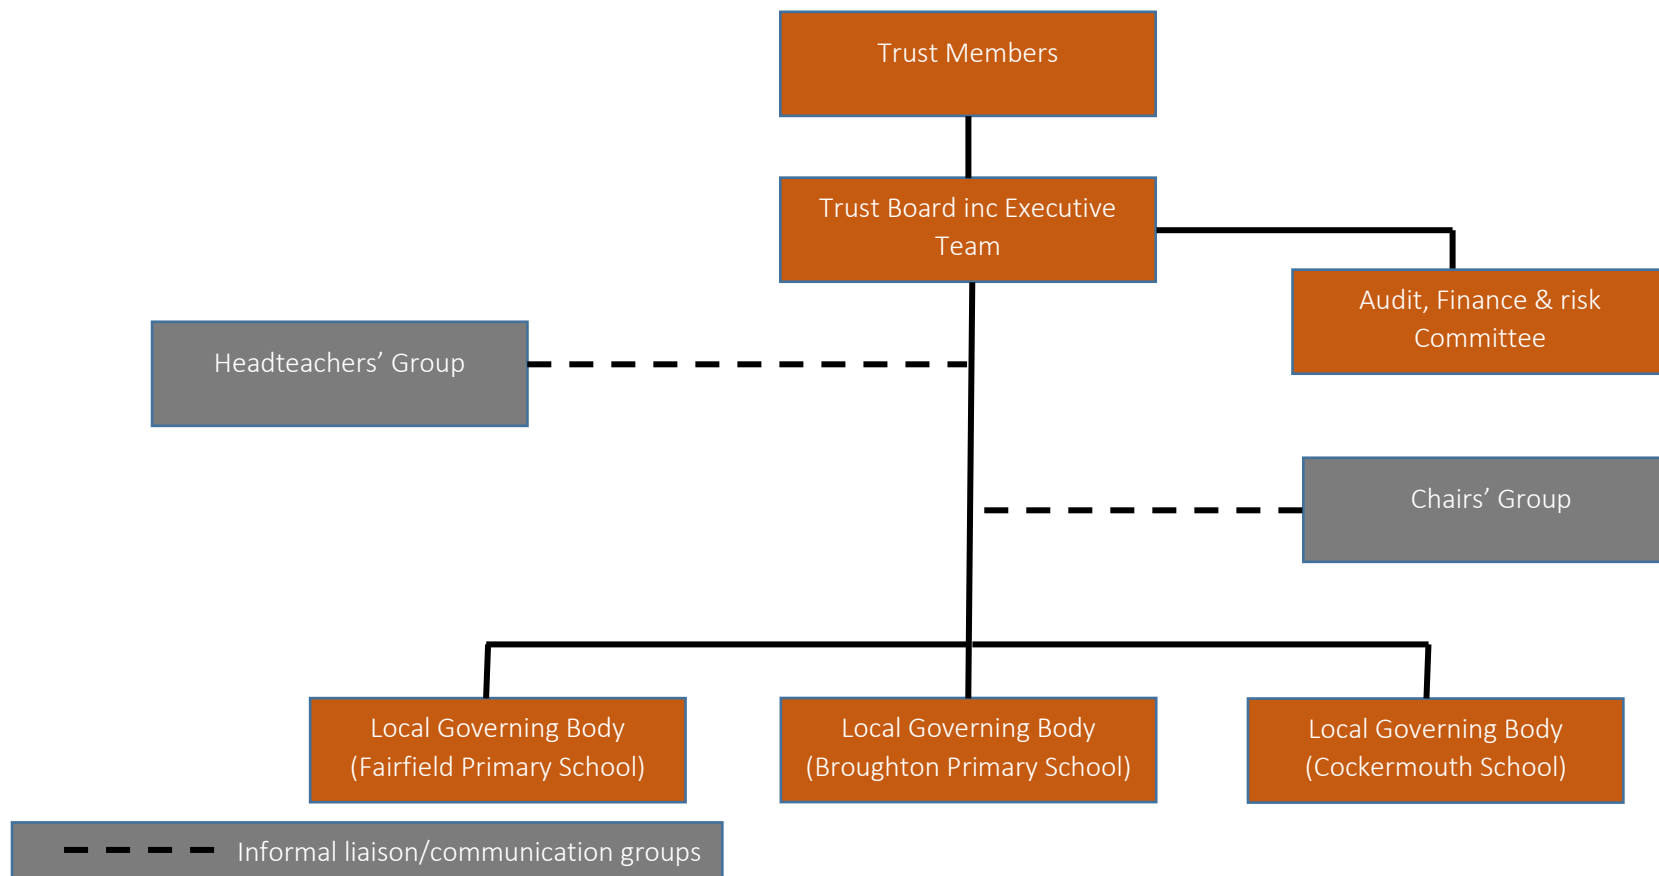 Trust Members
Trust Board inc Executive
Team
Audit, Finance & risk
Committee
Headteachers’ Group
Chairs’ Group
Local Governing Body
(Fairfield Primary School)
Local Governing Body
(Broughton Primary School)
Local Governing Body
(Cockermouth School)
Informal liaison/communication groups